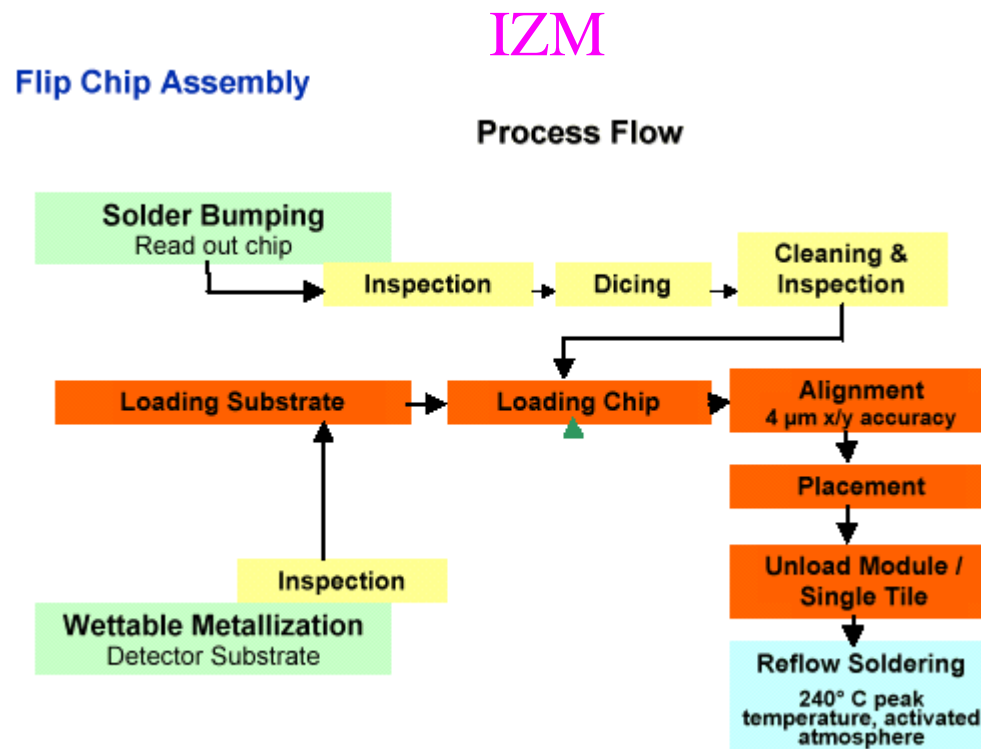 IZM
Flip Chip Assembly
Process Flow
Solder Bumping
Read out chip
Inspection
Dicing
Cleaning &
Inspection
Loading Substrate
Loading Chip
Alignment
4 µm x/y accuracy
Placement
Unload Module /
Single Tile
Inspection
Wettable Metallization
Detector Substrate
Reflow Soldering
240° C peak
temperature, activated
atmosphere